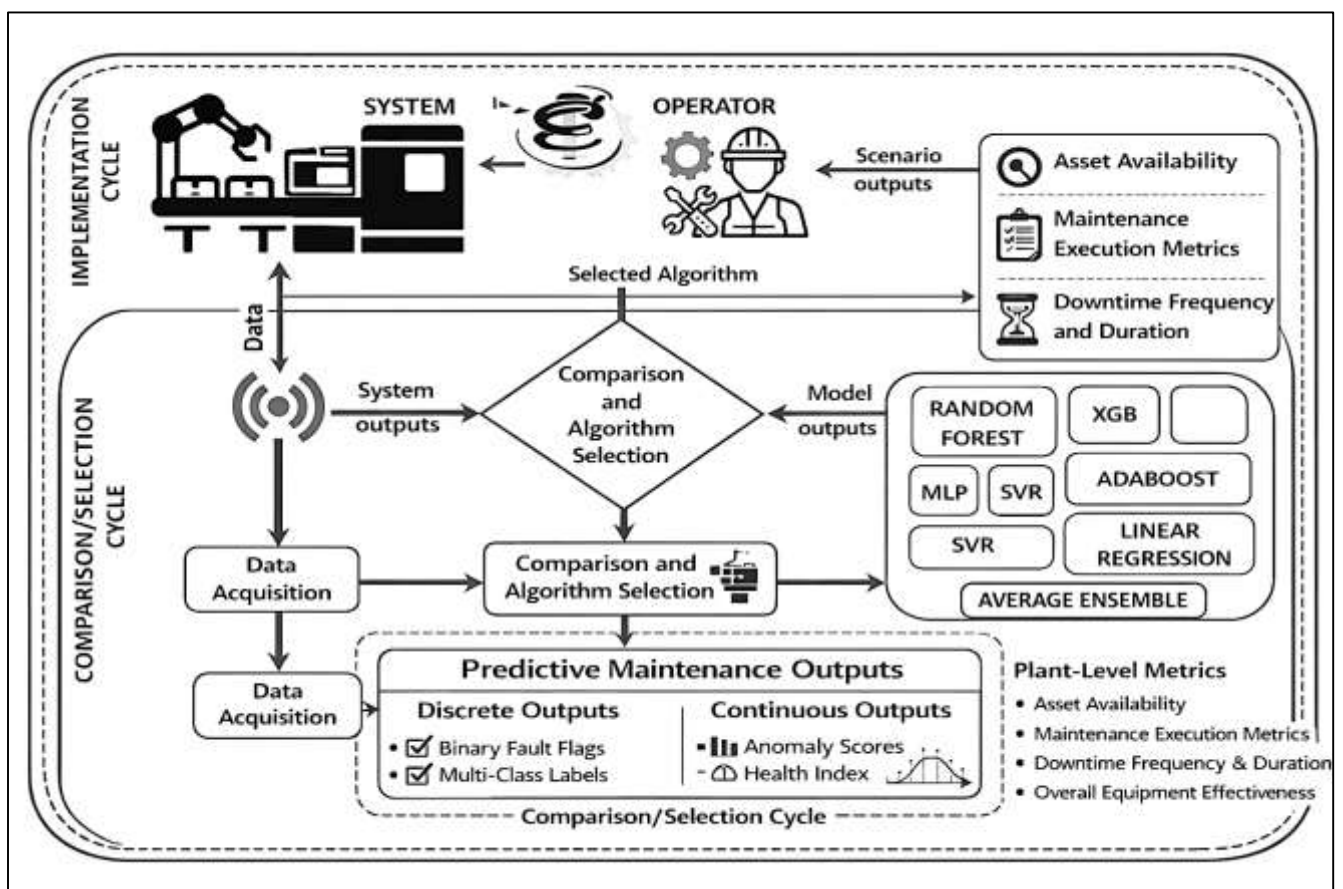 IMPLEMENTATION
CYCLE
SYSTEM
OPERATOR
Scenario
outputs
Asset Availability
Maintenance
Execution Metrics
Downtime Frequency
and Duration
Selected Algorithm
Data
COMPARISON/SELECTION
CYCLE
System
outputs
Comparison
and
Algorithm
Selection
Model
outputs
RANDOM
FOREST
XGB
MLP
SVR
ADABOOST
SVR
LINEAR
REGRESSION
AVERAGE ENSEMBLE
Data
Acquisition
Comparison and
Algorithm Selection
Data
Acquisition
Predictive Maintenance Outputs
Discrete Outputs
• Binary Fault Flags
• Multi-Class Labels
Continuous Outputs
Anomaly Scores
- Health Index
Comparison/Selection Cycle
Plant-Level Metrics
• Asset Availability
• Maintenance Execution Metrics
• Downtime Frequency & Duration
• Overall Equipment Effectiveness